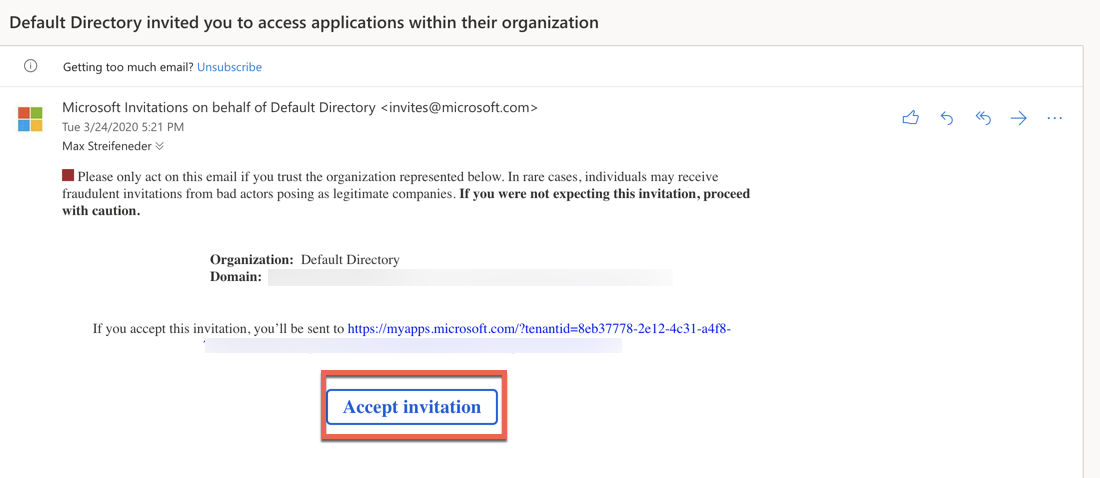 Default Directory invited you to access applications within their organization
Getting too much email? Unsubscribe
Microsoft Invitations on behalf of Default Directory <invites@microsoft.com>
Tue 3/24/2020 5:21 PM
Max Streifeneder
Please only act on this email if you trust the organization represented below. In rare cases, individuals may receive
fraudulent invitations from bad actors posing as legitimate companies. If you were not expecting this invitation, proceed
with caution.
Organization: Default Directory
Domain:
If you accept this invitation, you’ll be sent to https://myapps.microsoft.com/?tenantid=8eb37778-2e12-4c31-a4f8-
Accept invitation